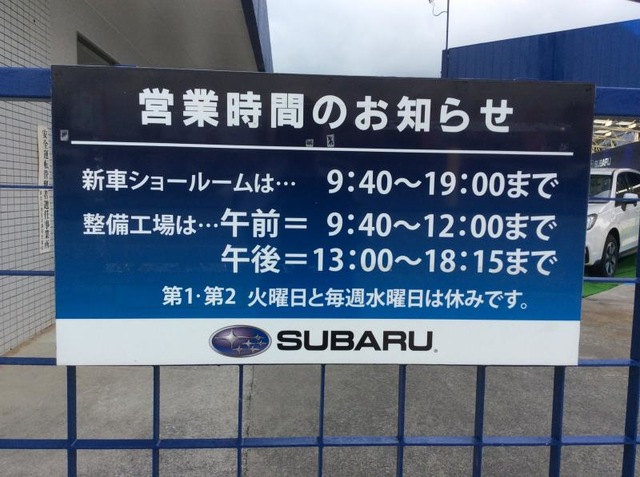 営業時間のお知らせ
新車ショールームは… 9:40〜19:00まで
整備工場は…午前＝ 9:40〜12:00まで
午後＝13:00〜18:15まで
第1・第2 火曜日と毎週水曜日は休みです。
SUBARU
SUBARU